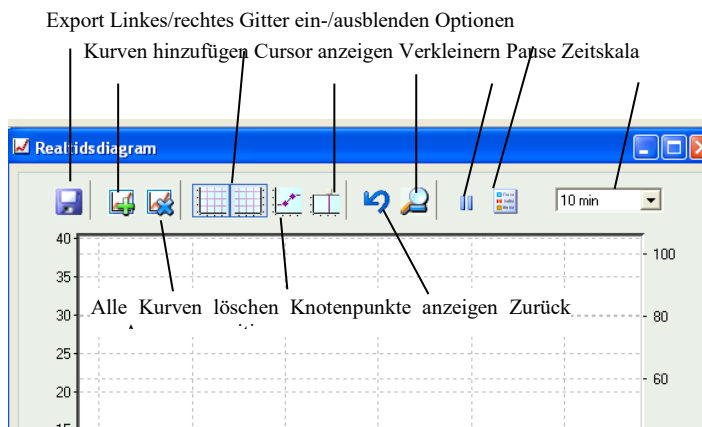 Export Linkes/rechtes Gitter ein-/ausblenden Optionen
Kurven hinzufügen Cursor anzeigen Verkleinern Pause Zeitskala
Realtidsdiagram
10 min
40
100
35
Alle Kurven löschen Knotenpunkte anzeigen Zurück
30
80
25
60
20
15